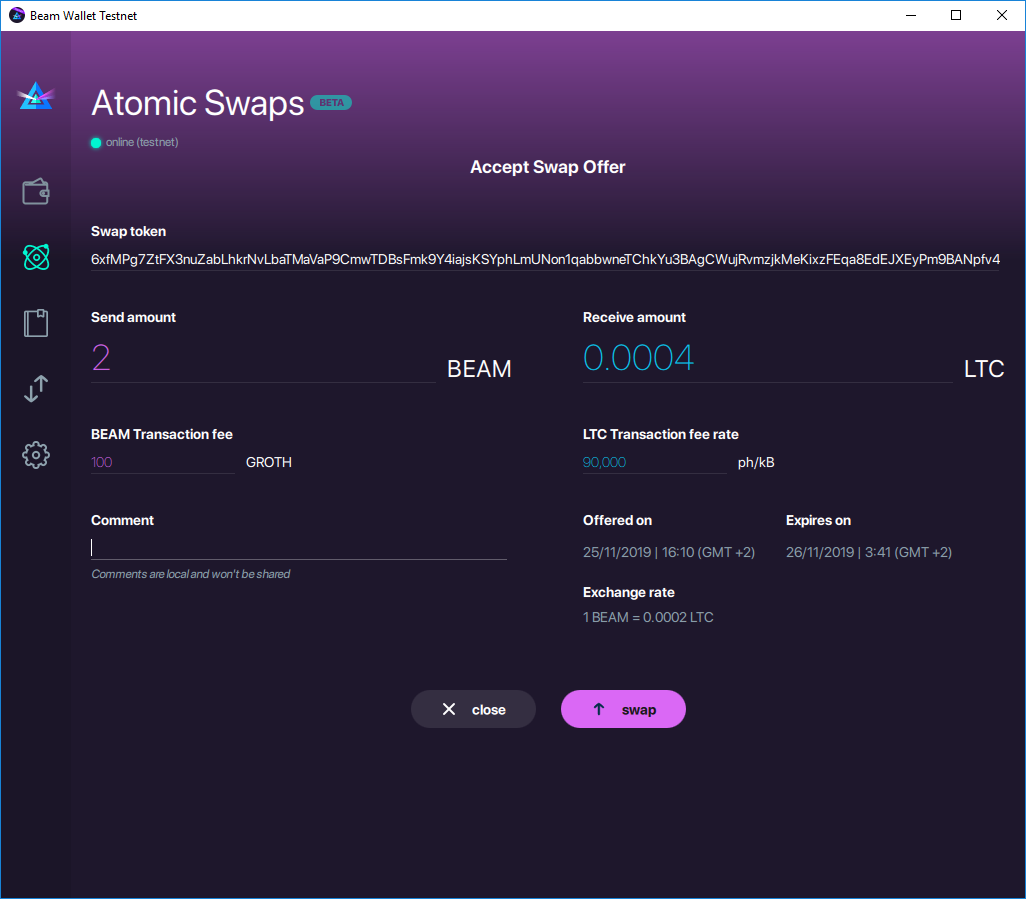 Beam Wallet Testnet
Atomic Swaps BETA
online (testnet)
Accept Swap Offer
Swap token
6xfMPg7ZtFX3nuZabLhkrNvLbaTMaVaP9CmwTDBsFmk9Y4iajsKSYphLmUNon1qabbwneTChkYu3BAgCWujRvmzjkMeKixzFEqa8EdEJXEyPm9BANpfv4
Send amount
2 BEAM
Receive amount
0.0004 LTC
BEAM Transaction fee
100 GROTH
LTC Transaction fee rate
90,000 ph/kB
Comment
Comments are local and won't be shared
Offered on
25/11/2019 | 16:10 (GMT +2)
Expires on
26/11/2019 | 3:41 (GMT +2)
Exchange rate
1 BEAM = 0.0002 LTC
close
swap